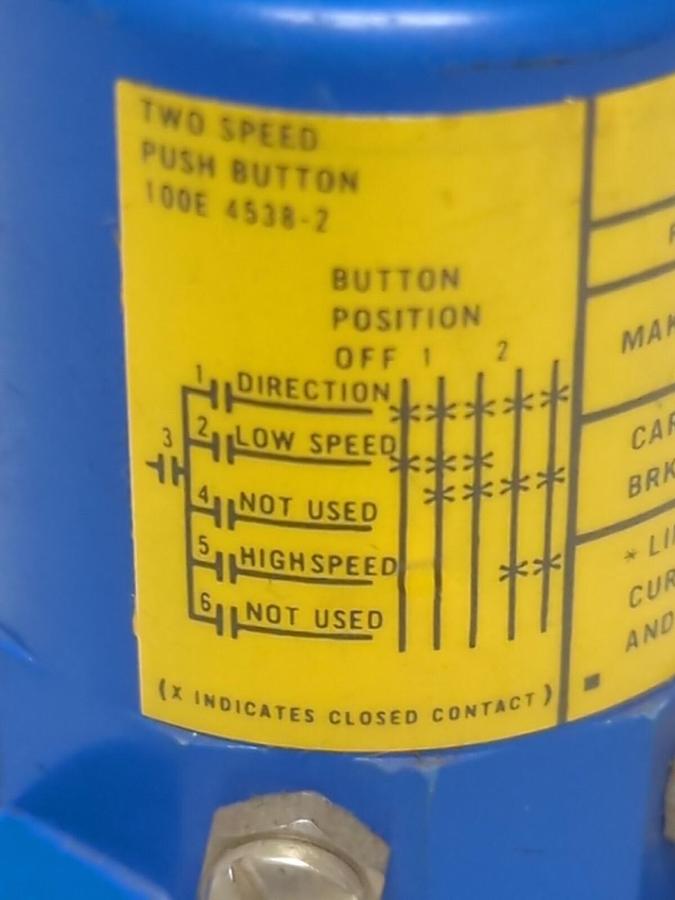 TWO SPEED
PUSH BUTTON
100E 4538-2
BUTTON
POSITION
OFF 1 2
1 DIRECTION
2 LOW SPEED
3
4 NOT USED
5 HIGHSPEED
6 NOT USED
(X INDICATES CLOSED CONTACT)
MAK
CAR
BRK
* LI
CUR
AND